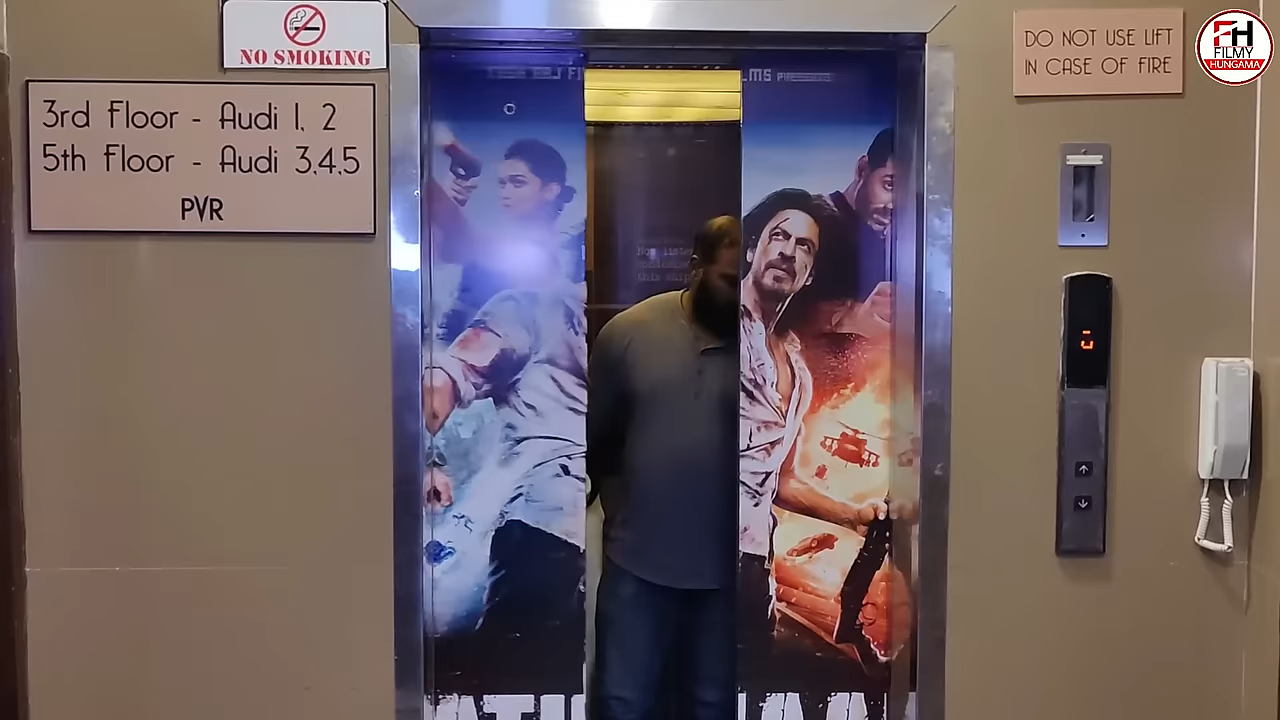 NO SMOKING
3rd Floor - Audi 1, 2
5th Floor - Audi 3,4,5
PVR
DO NOT USE LIFT
IN CASE OF FIRE
FH
FILMY
HUNGAMA